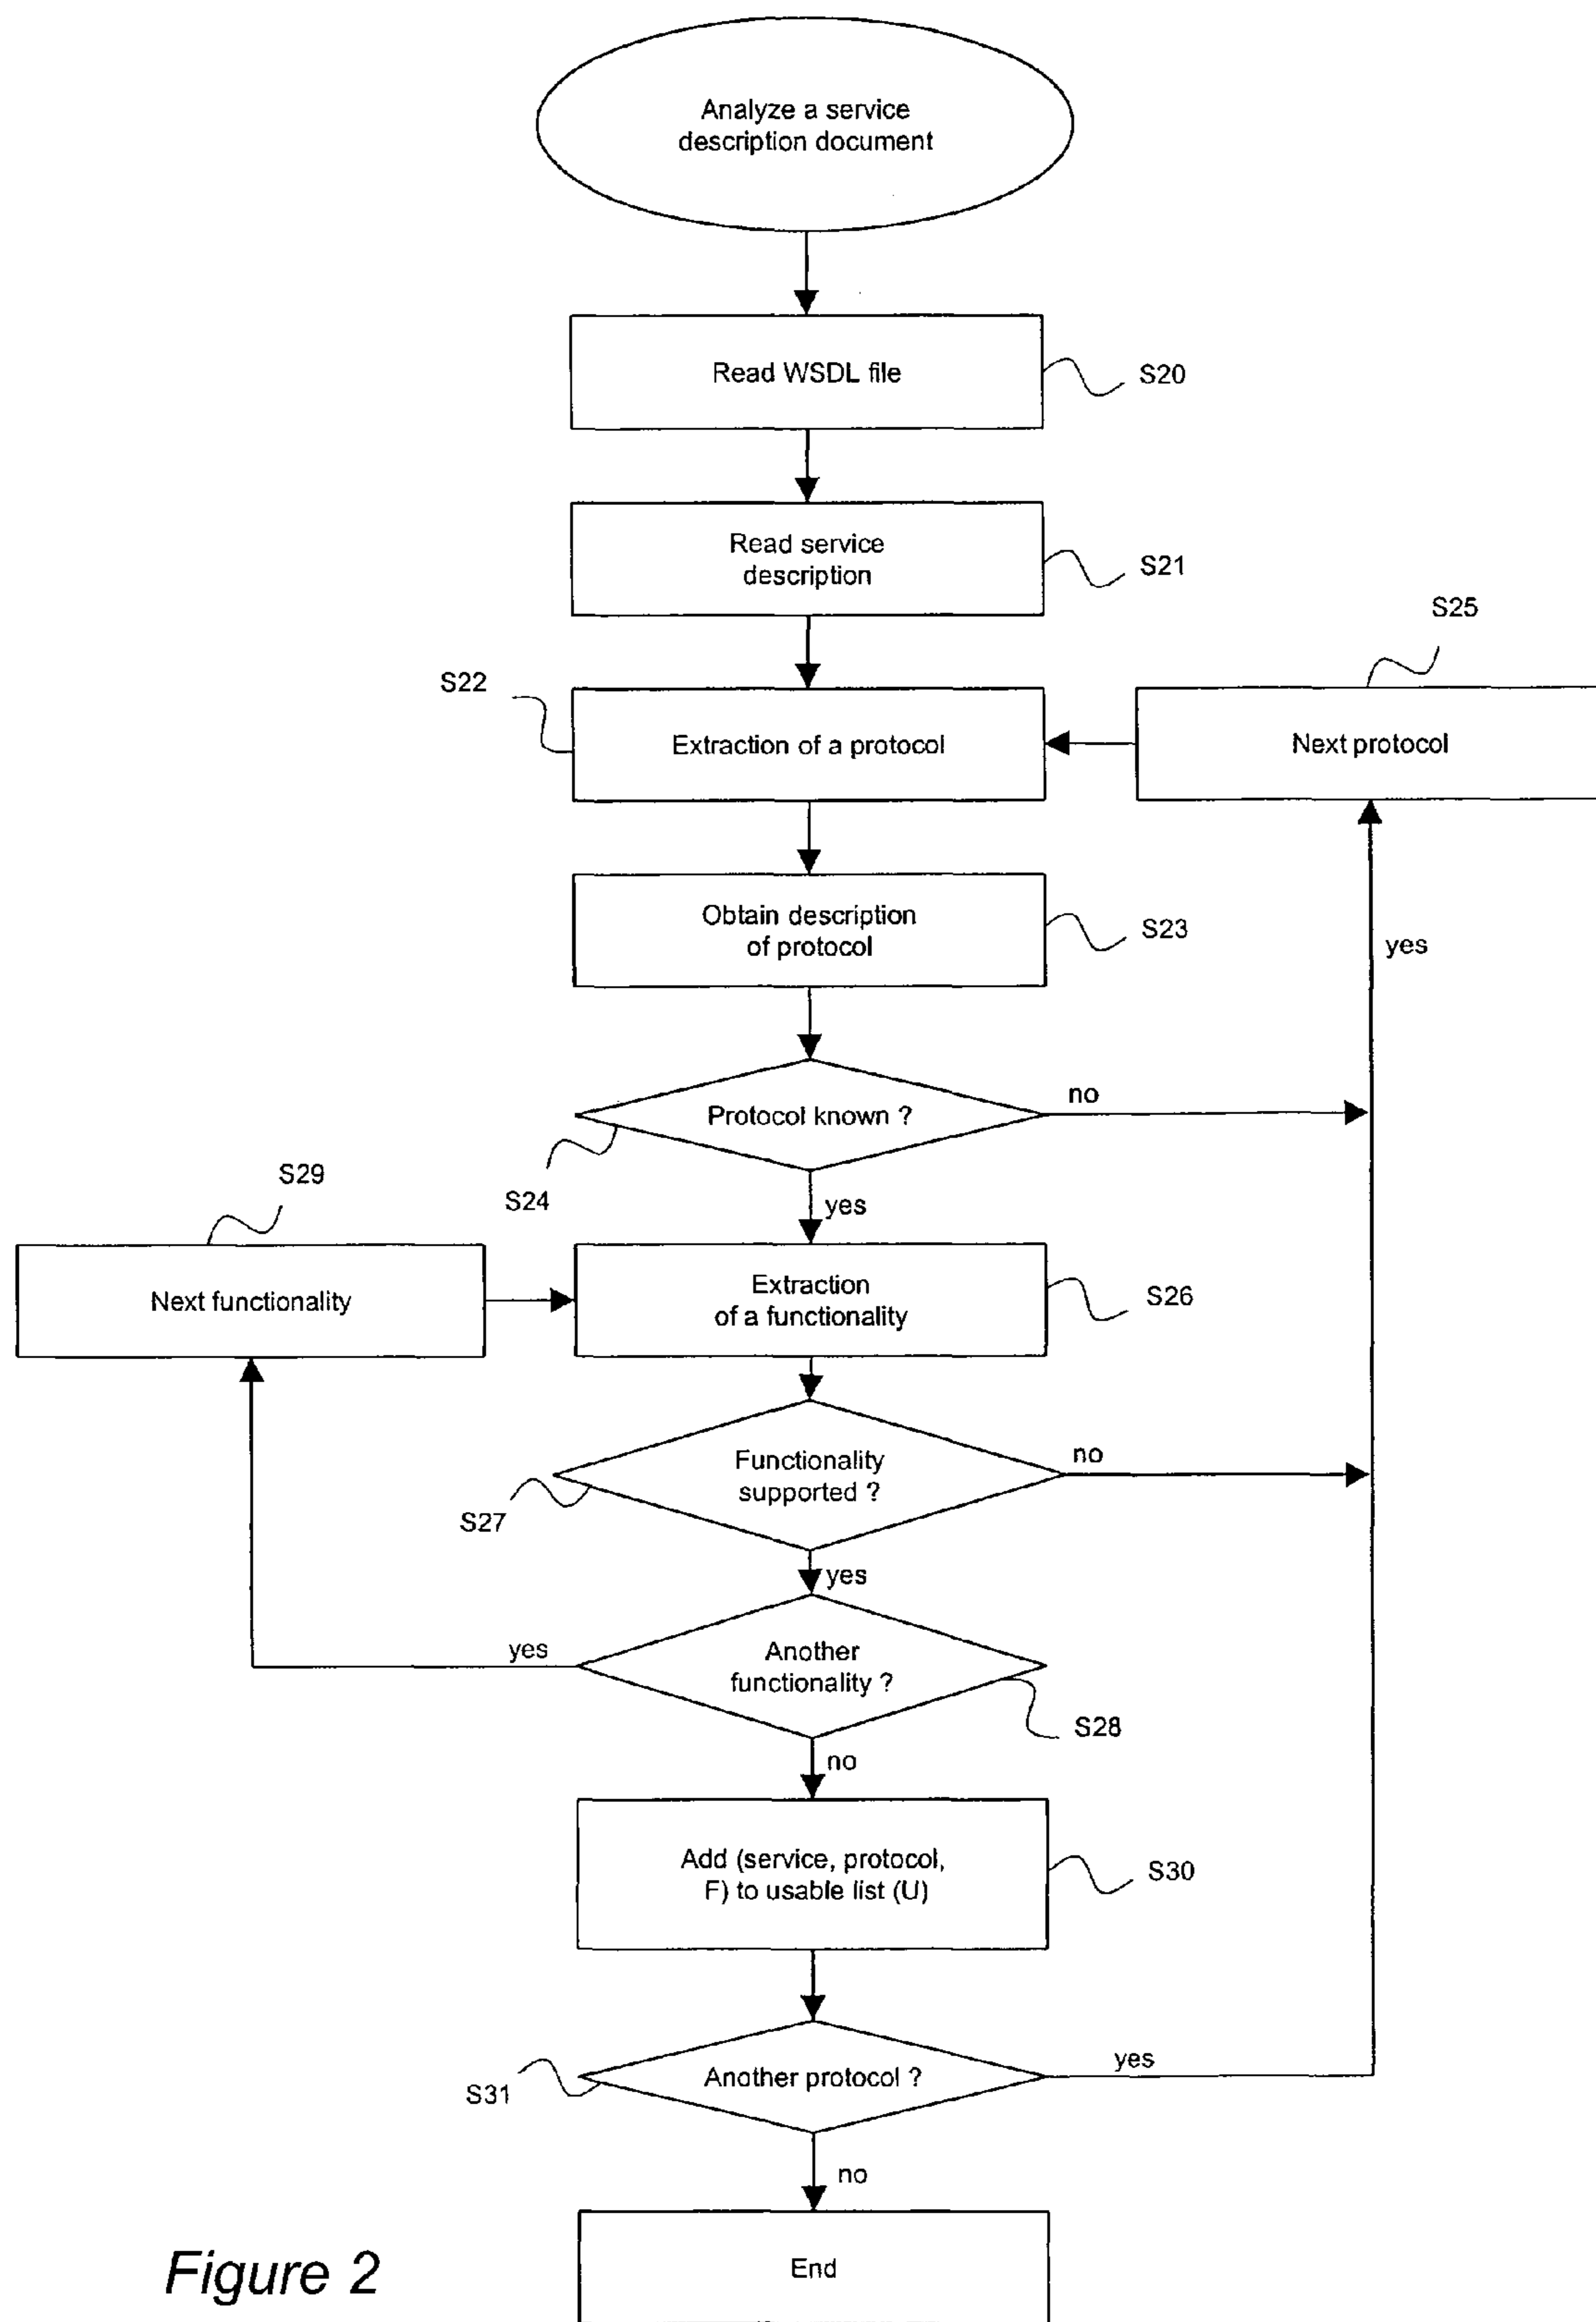 Analyze a service
description document
Read WSDL file
S20
Read service
description
S21
S25
S22
Extraction of a protocol
Next protocol
Obtain description
of protocol
S23
yes
no
Protocol known ?
S24
yes
S29
Next functionality
Extraction
of a functionality
S26
Functionality
supported ?
no
S27
yes
yes
Another
functionality ?
S28
no
Add (service, protocol,
F) to usable list (U)
S30
Another protocol ?
yes
S31
no
End
Figure 2